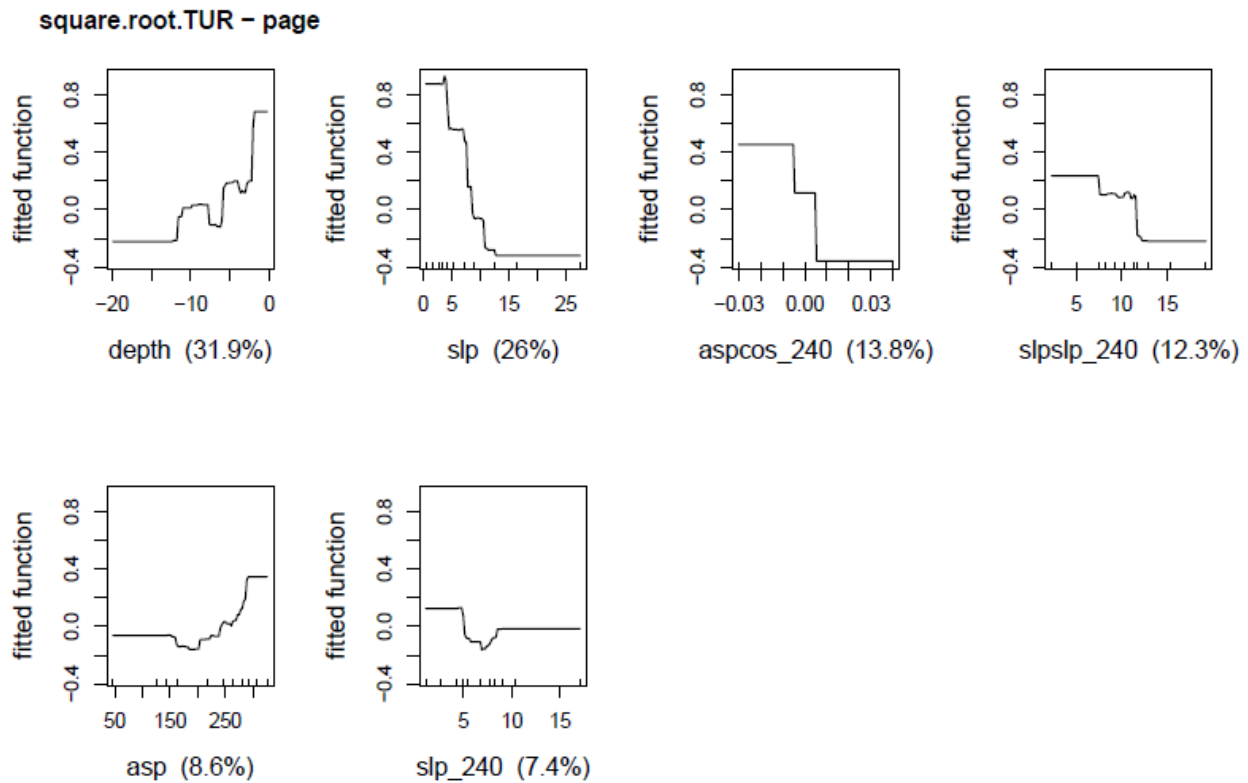 square.root.TUR − page
fitted function
0.8
0.4
0.0
−0.4
−20 −10 0
depth (31.9%)
fitted function
0.8
0.4
0.0
−0.4
0 5 15 25
slp (26%)
fitted function
0.8
0.4
0.0
−0.4
−0.03 0.00 0.03
aspcos_240 (13.8%)
fitted function
0.8
0.4
0.0
−0.4
5 10 15
slpslp_240 (12.3%)
fitted function
0.8
0.4
0.0
−0.4
50 150 250
asp (8.6%)
fitted function
0.8
0.4
0.0
−0.4
5 10 15
slp_240 (7.4%)